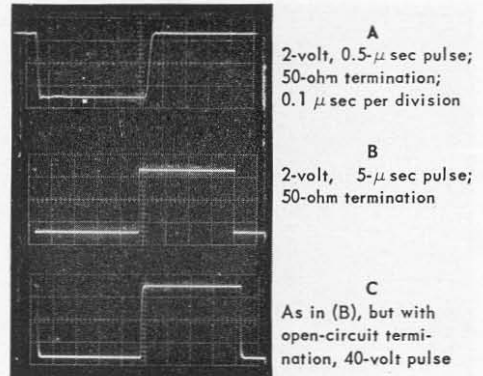 A
2-volt, 0.5-μ sec pulse;
50-ohm termination;
0.1 μ sec per division
B
2-volt, 5-μ sec pulse;
50-ohm termination
C
As in (B), but with
open-circuit termi-
nation, 40-volt pulse